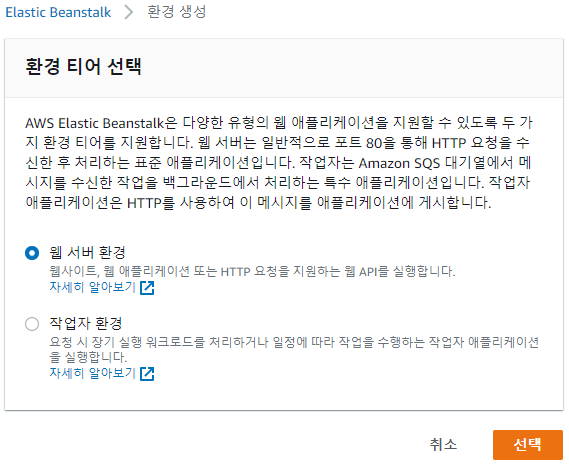 Elastic Beanstalk > 환경 생성
환경 티어 선택
AWS Elastic Beanstalk은 다양한 유형의 웹 애플리케이션을 지원할 수 있도록 두 가
지 환경 티어를 지원합니다. 웹 서버는 일반적으로 포트 80을 통해 HTTP 요청을 수
신한 후 처리하는 표준 애플리케이션입니다. 작업자는 Amazon SQS 대기열에서 메
시지를 수신한 작업을 백그라운드에서 처리하는 특수 애플리케이션입니다. 작업자
애플리케이션은 HTTP를 사용하여 이 메시지를 애플리케이션에 게시합니다.
웹 서버 환경
웹사이트, 웹 애플리케이션 또는 HTTP 요청을 지원하는 웹 API를 실행합니다.
자세히 알아보기
작업자 환경
요청 시 장기 실행 워크로드를 처리하거나 일정에 따라 작업을 수행하는 작업자 애플리케이션
을 실행합니다.
자세히 알아보기
취소 선택